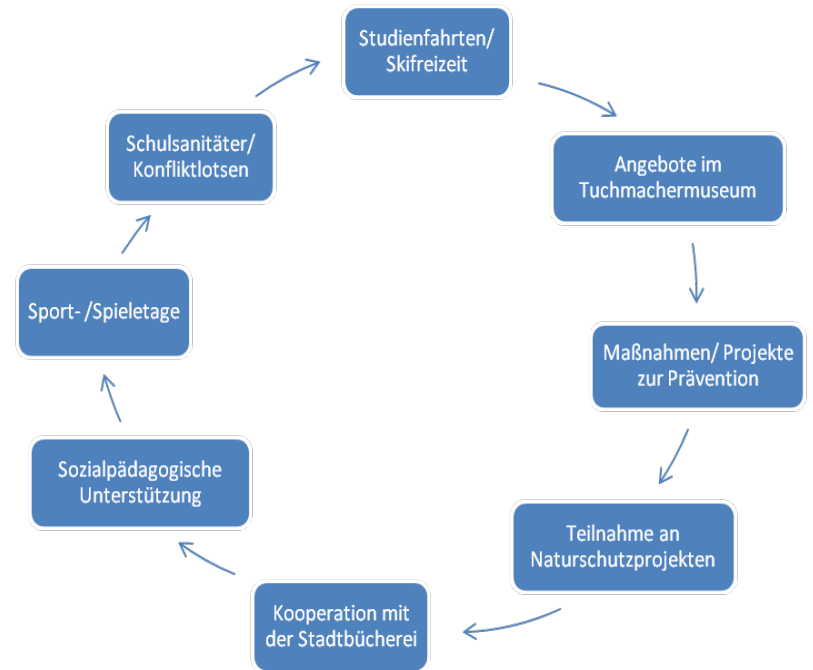 Studienfahrten/
Skifreizeit
Angebote im
Tuchmachermuseum
Maßnahmen/ Projekte
zur Prävention
Teilnahme an
Naturschutzprojekten
Kooperation mit
der Stadtbücherei
Sozialpädagogische
Unterstützung
Sport- /Spieletage
Schulsanitäter/
Konfliktlotsen